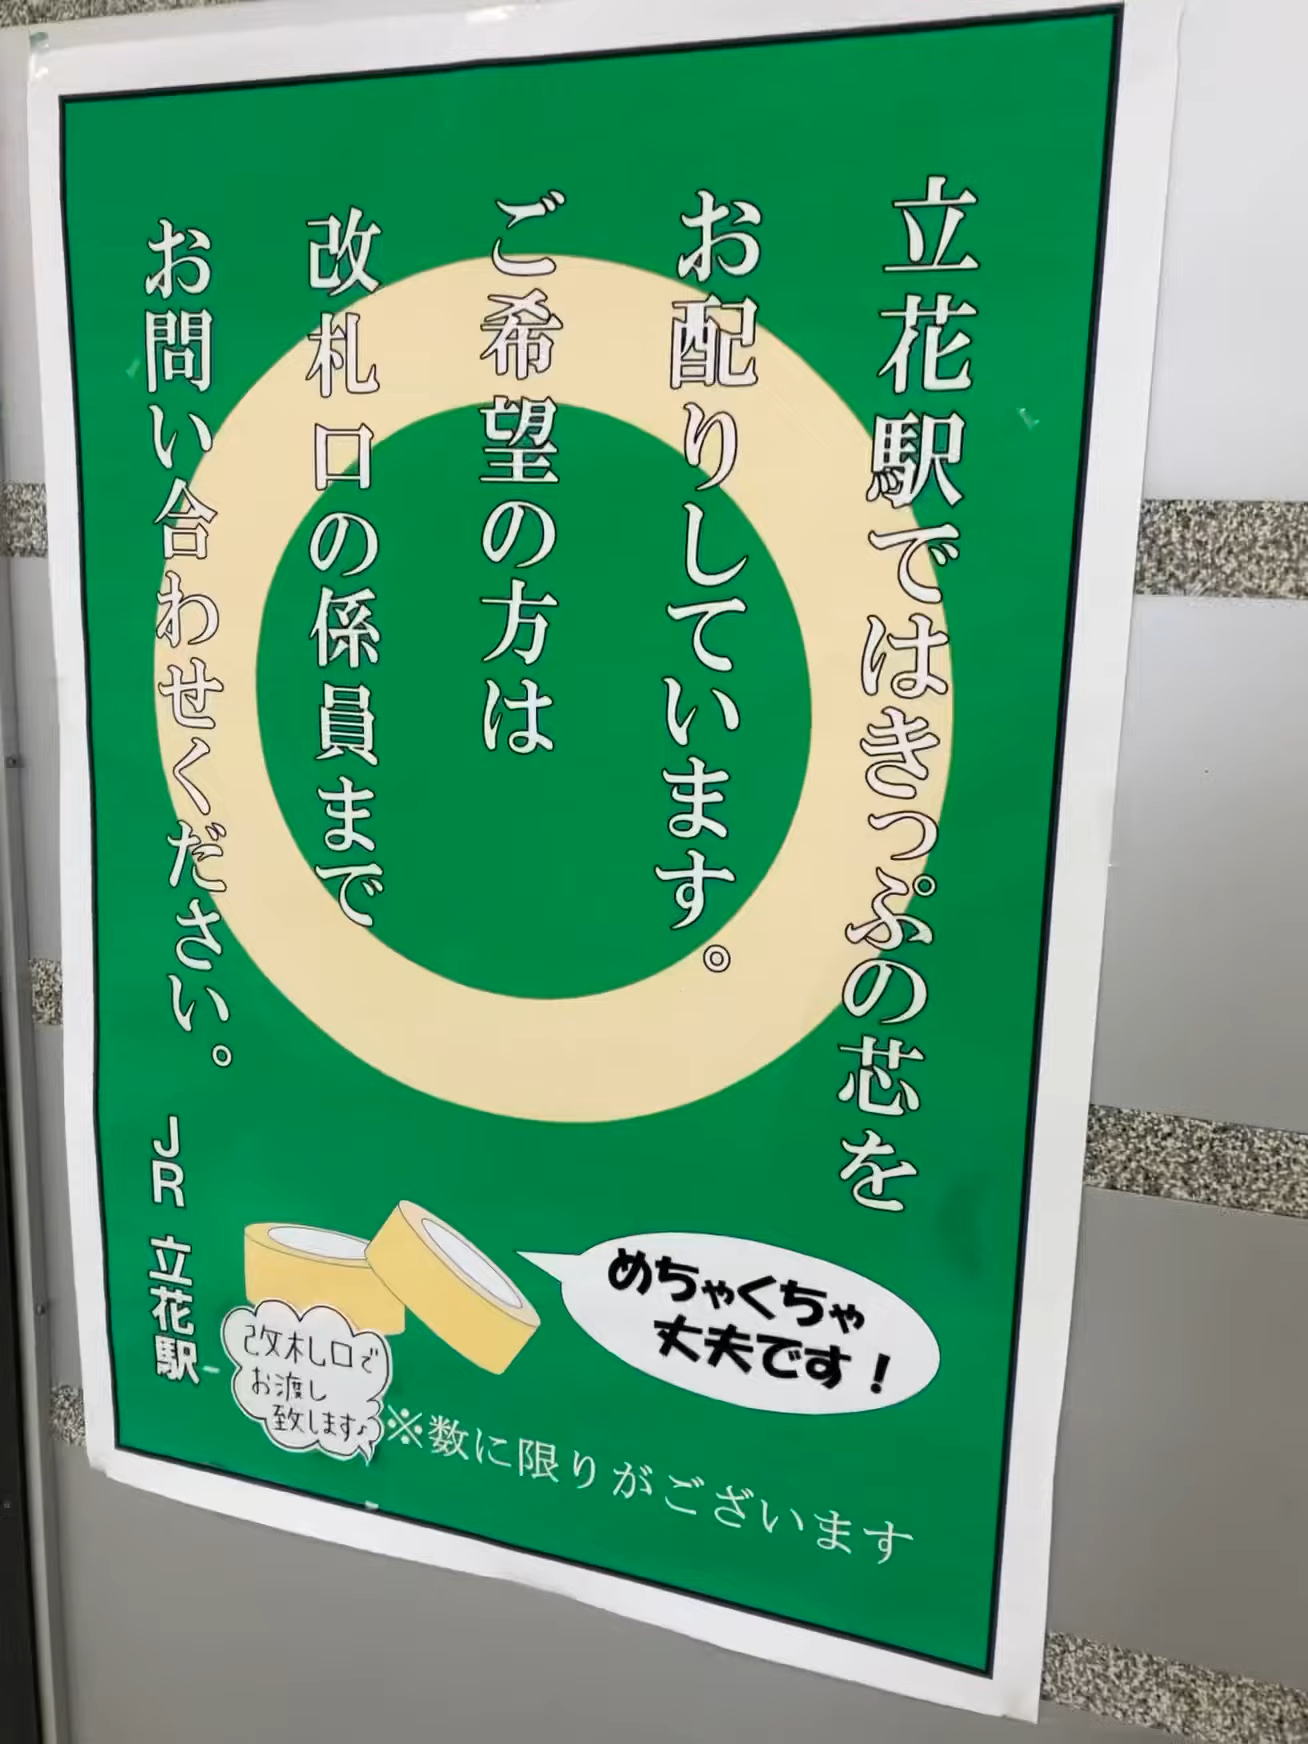 立花駅ではきっぷの芯を
お配りしています。
ご希望の方は
改札口の係員まで
お問い合わせください。
JR 立花駅
めちゃくちゃ
丈夫です！
改札口で
お渡し
致します♪
※数に限りがございます